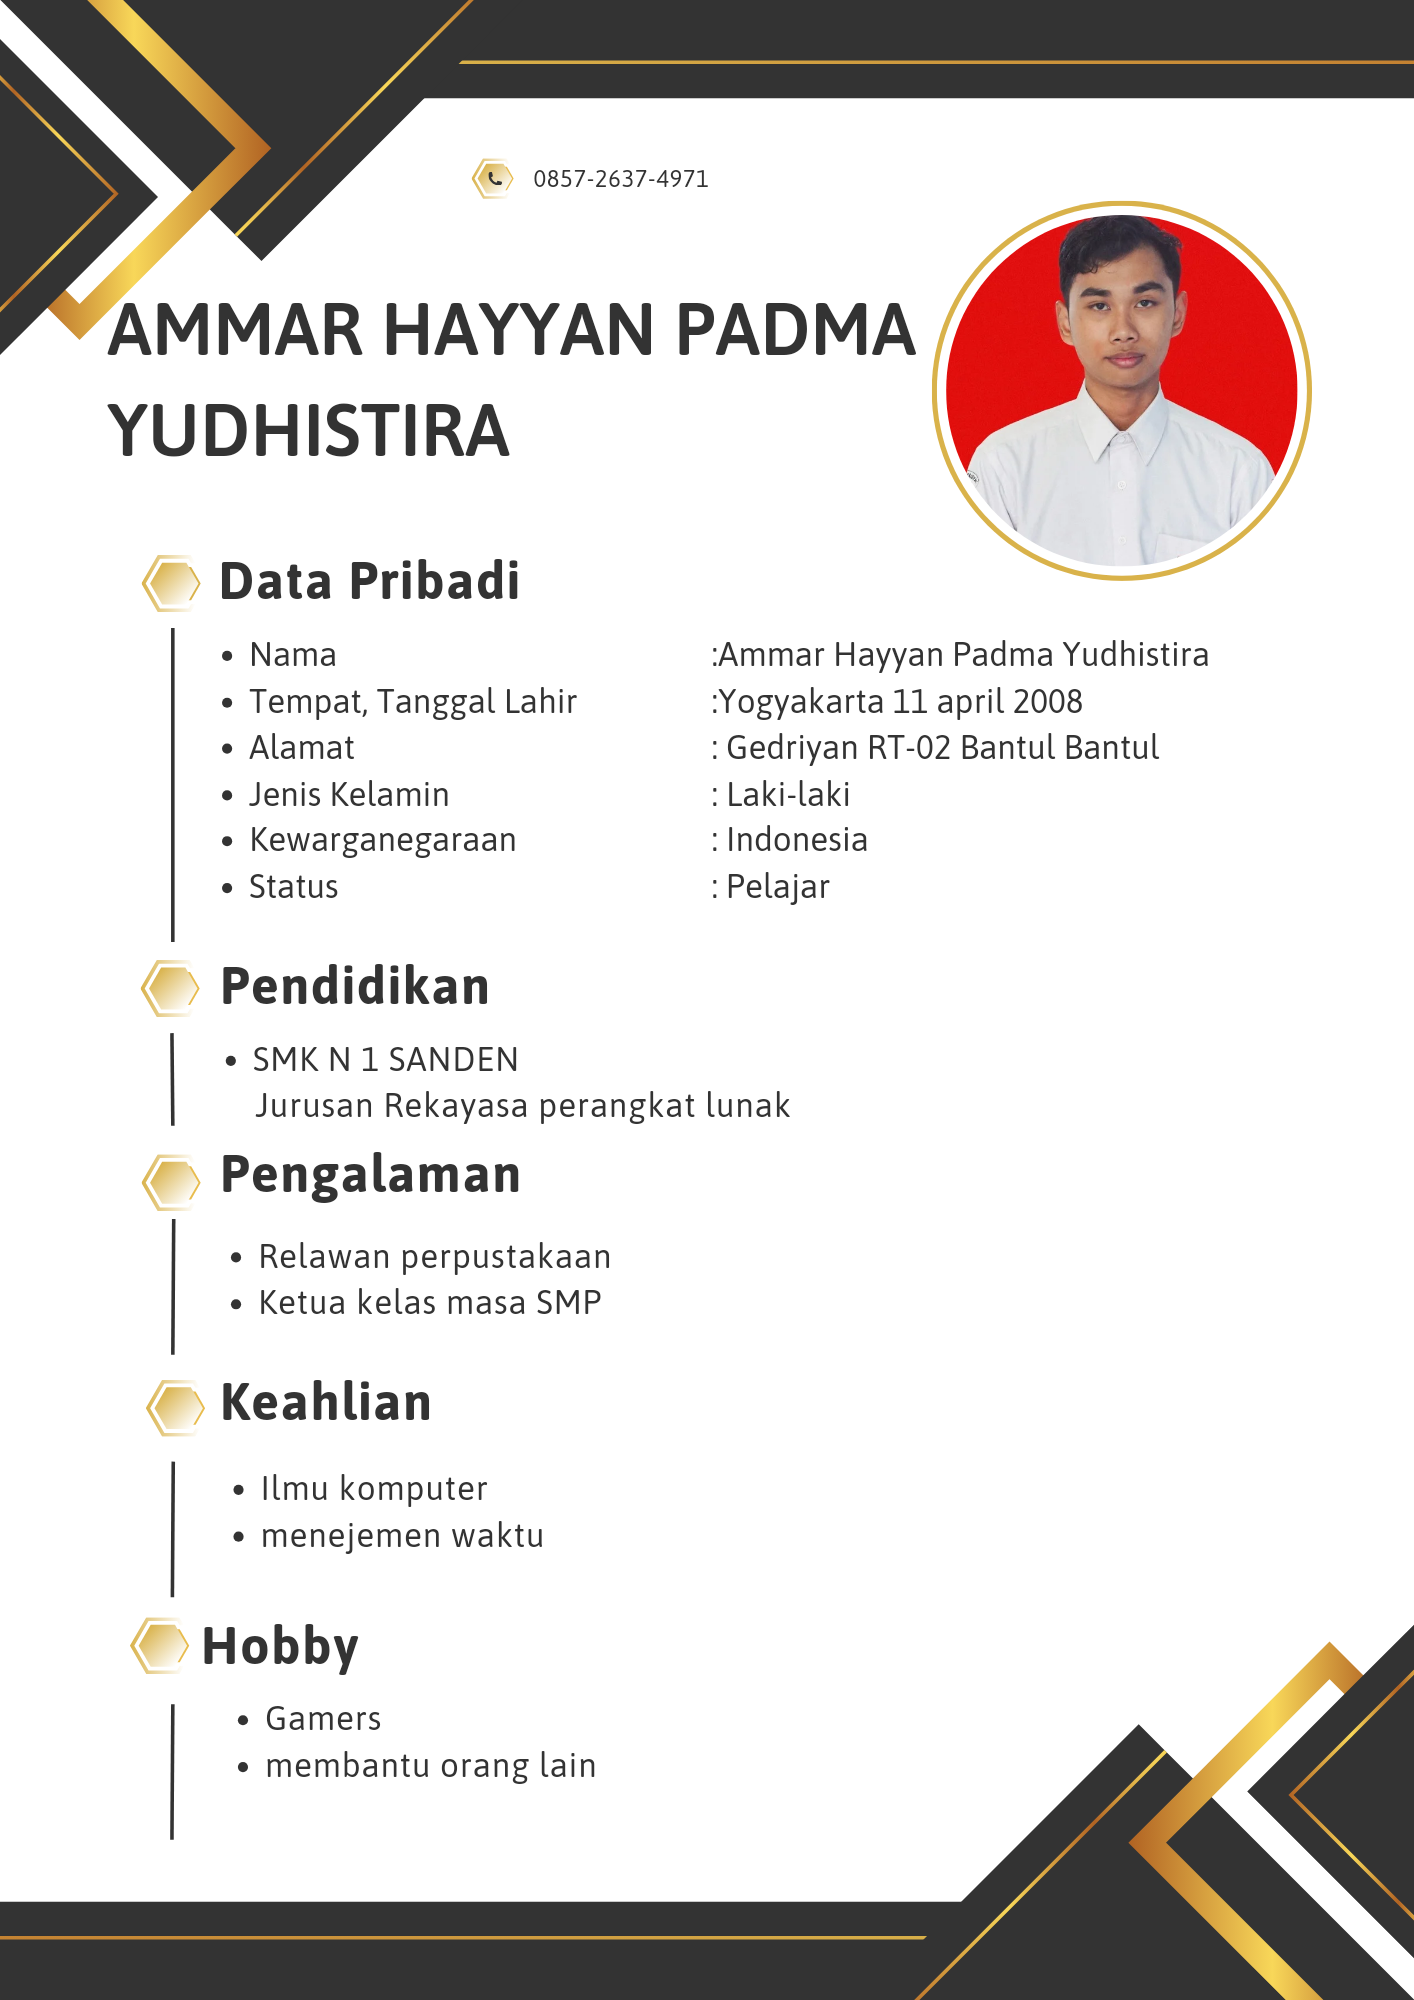 0857-2637-4971
AMMAR HAYYAN PADMA
YUDHISTIRA
Data Pribadi
• Nama :Ammar Hayyan Padma Yudhistira
• Tempat, Tanggal Lahir :Yogyakarta 11 april 2008
• Alamat : Gedriyan RT-02 Bantul Bantul
• Jenis Kelamin : Laki-laki
• Kewarganegaraan : Indonesia
• Status : Pelajar
Pendidikan
• SMK N 1 SANDEN
Jurusan Rekayasa perangkat lunak
Pengalaman
• Relawan perpustakaan
• Ketua kelas masa SMP
Keahlian
• Ilmu komputer
• menejemen waktu
Hobby
• Gamers
• membantu orang lain